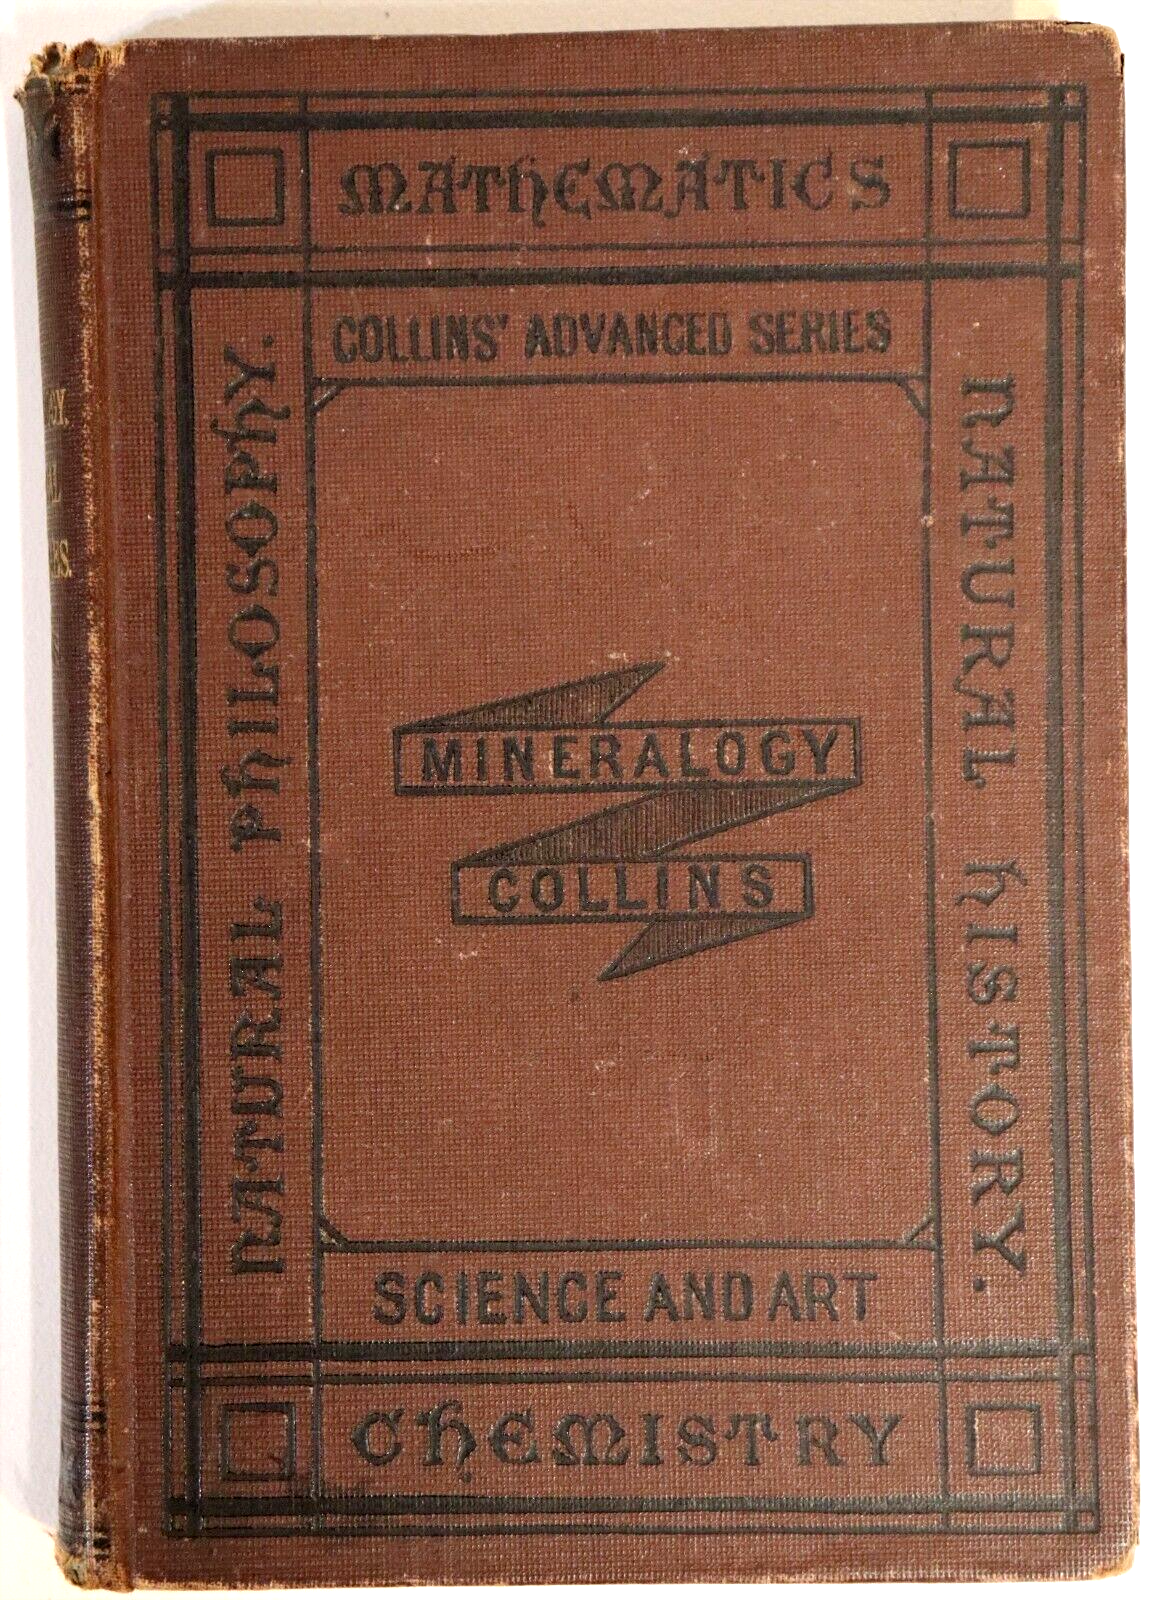 MATHEMATICS
COLLINS' ADVANCED SERIES
NATURAL PHILOSOPHY.
NATURAL HISTORY.
MINERALOGY
COLLINS
SCIENCE AND ART
CHEMISTRY